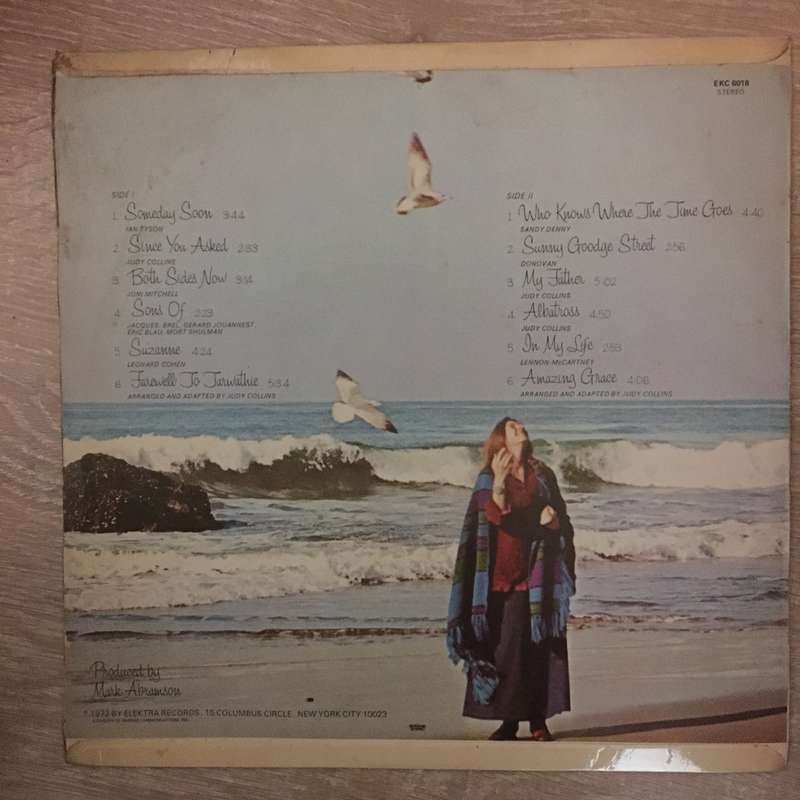 EKC 6018
STEREO
SIDE I
1. Someday Soon 3:44
IAN TYSON
2. Since You Asked 2:33
JUDY COLLINS
3. Both Sides Now 3:14
JONI MITCHELL
4. Sons Of 2:23
JACQUES BREL, GERARD JOUANNEST,
ERIC BLAU, MORT SHULMAN
5. Suzanne 4:24
LEONARD COHEN
6. Farewell To Tarwathie 5:34
ARRANGED AND ADAPTED BY JUDY COLLINS
SIDE II
1. Who Knows Where The Time Goes 4:40
SANDY DENNY
2. Sunny Goodge Street 2:56
DONOVAN
3. My Father 5:02
JUDY COLLINS
4. Albatross 4:50
JUDY COLLINS
5. In My Life 2:53
LENNON-McCARTNEY
6. Amazing Grace 4:06
ARRANGED AND ADAPTED BY JUDY COLLINS
Produced by
Mark Abramson
1972 BY ELEKTRA RECORDS, 15 COLUMBUS CIRCLE, NEW YORK CITY 10023